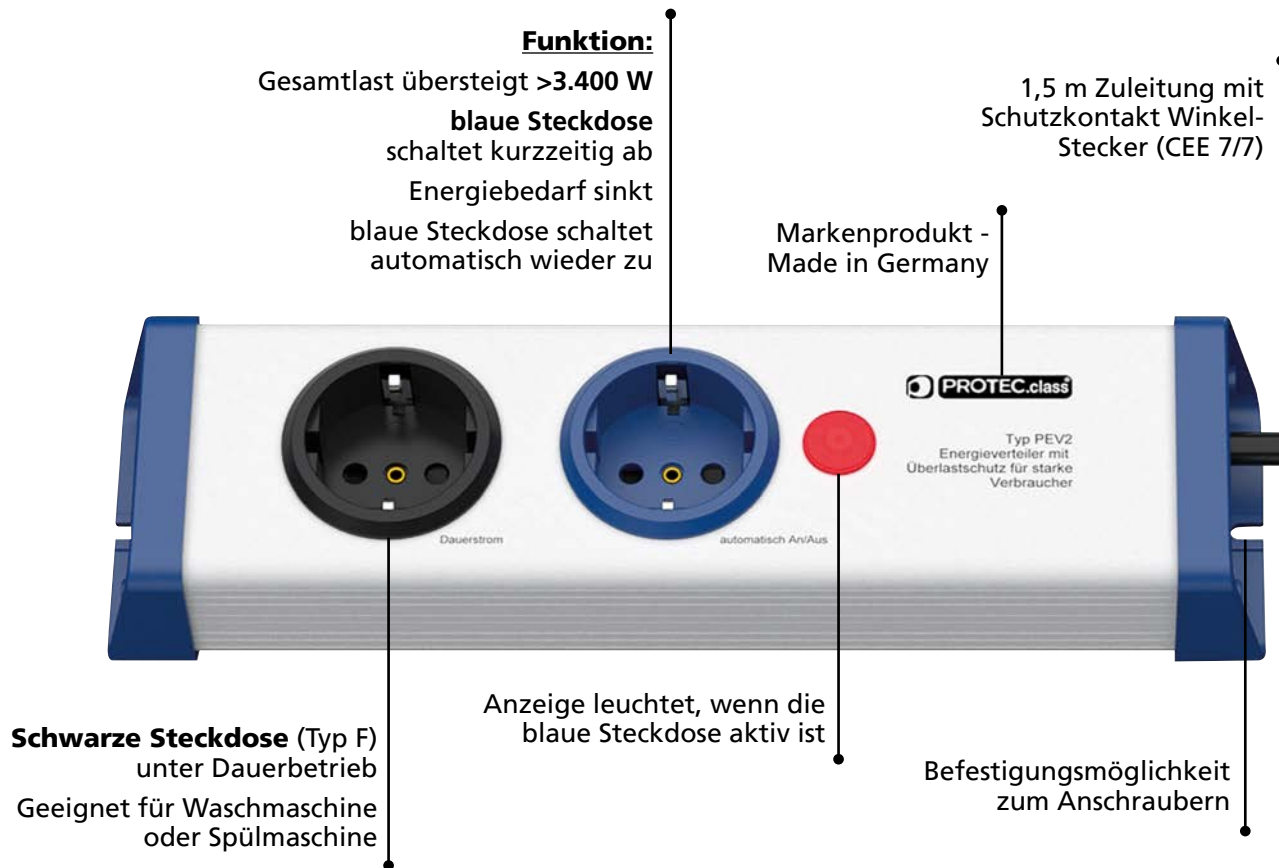 Funktion:
Gesamtlast übersteigt >3.400 W
blaue Steckdose
schaltet kurzzeitig ab
Energiebedarf sinkt
blaue Steckdose schaltet
automatisch wieder zu
1,5 m Zuleitung mit
Schutzkontakt Winkel-
Stecker (CEE 7/7)
Markenprodukt -
Made in Germany
PROTEC.class®
Typ PEV2
Energieverteiler mit
Überlastschutz für starke
Verbraucher
Dauerstrom
automatisch An/Aus
Schwarze Steckdose (Typ F)
unter Dauerbetrieb
Geeignet für Waschmaschine
oder Spülmaschine
Anzeige leuchtet, wenn die
blaue Steckdose aktiv ist
Befestigungsmöglichkeit
zum Anschraubern